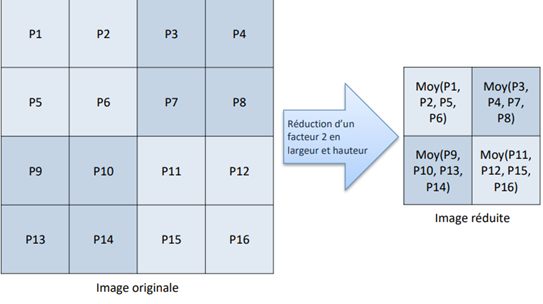 P1 P2 P3 P4
P5 P6 P7 P8
P9 P10 P11 P12
P13 P14 P15 P16
Image originale
Réduction d'un
facteur 2 en
largeur et hauteur
Moy(P1,
P2, P5,
P6)
Moy(P3,
P4, P7,
P8)
Moy(P9,
P10, P13,
P14)
Moy(P11,
P12, P15,
P16)
Image réduite